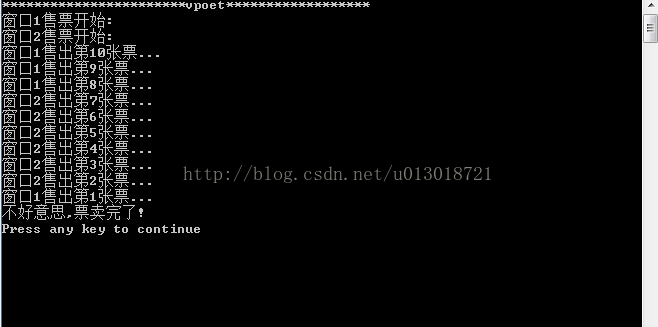 ***********************vpoet******************
窗口1售票开始:
窗口2售票开始:
窗口1售出第10张票...
窗口1售出第9张票...
窗口1售出第8张票...
窗口2售出第7张票...
窗口2售出第6张票...
窗口2售出第5张票...
窗口2售出第4张票...
窗口2售出第3张票...
窗口2售出第2张票...
窗口1售出第1张票...
不好意思,票卖完了!
Press any key to continue
http://blog.csdn.net/u013018721